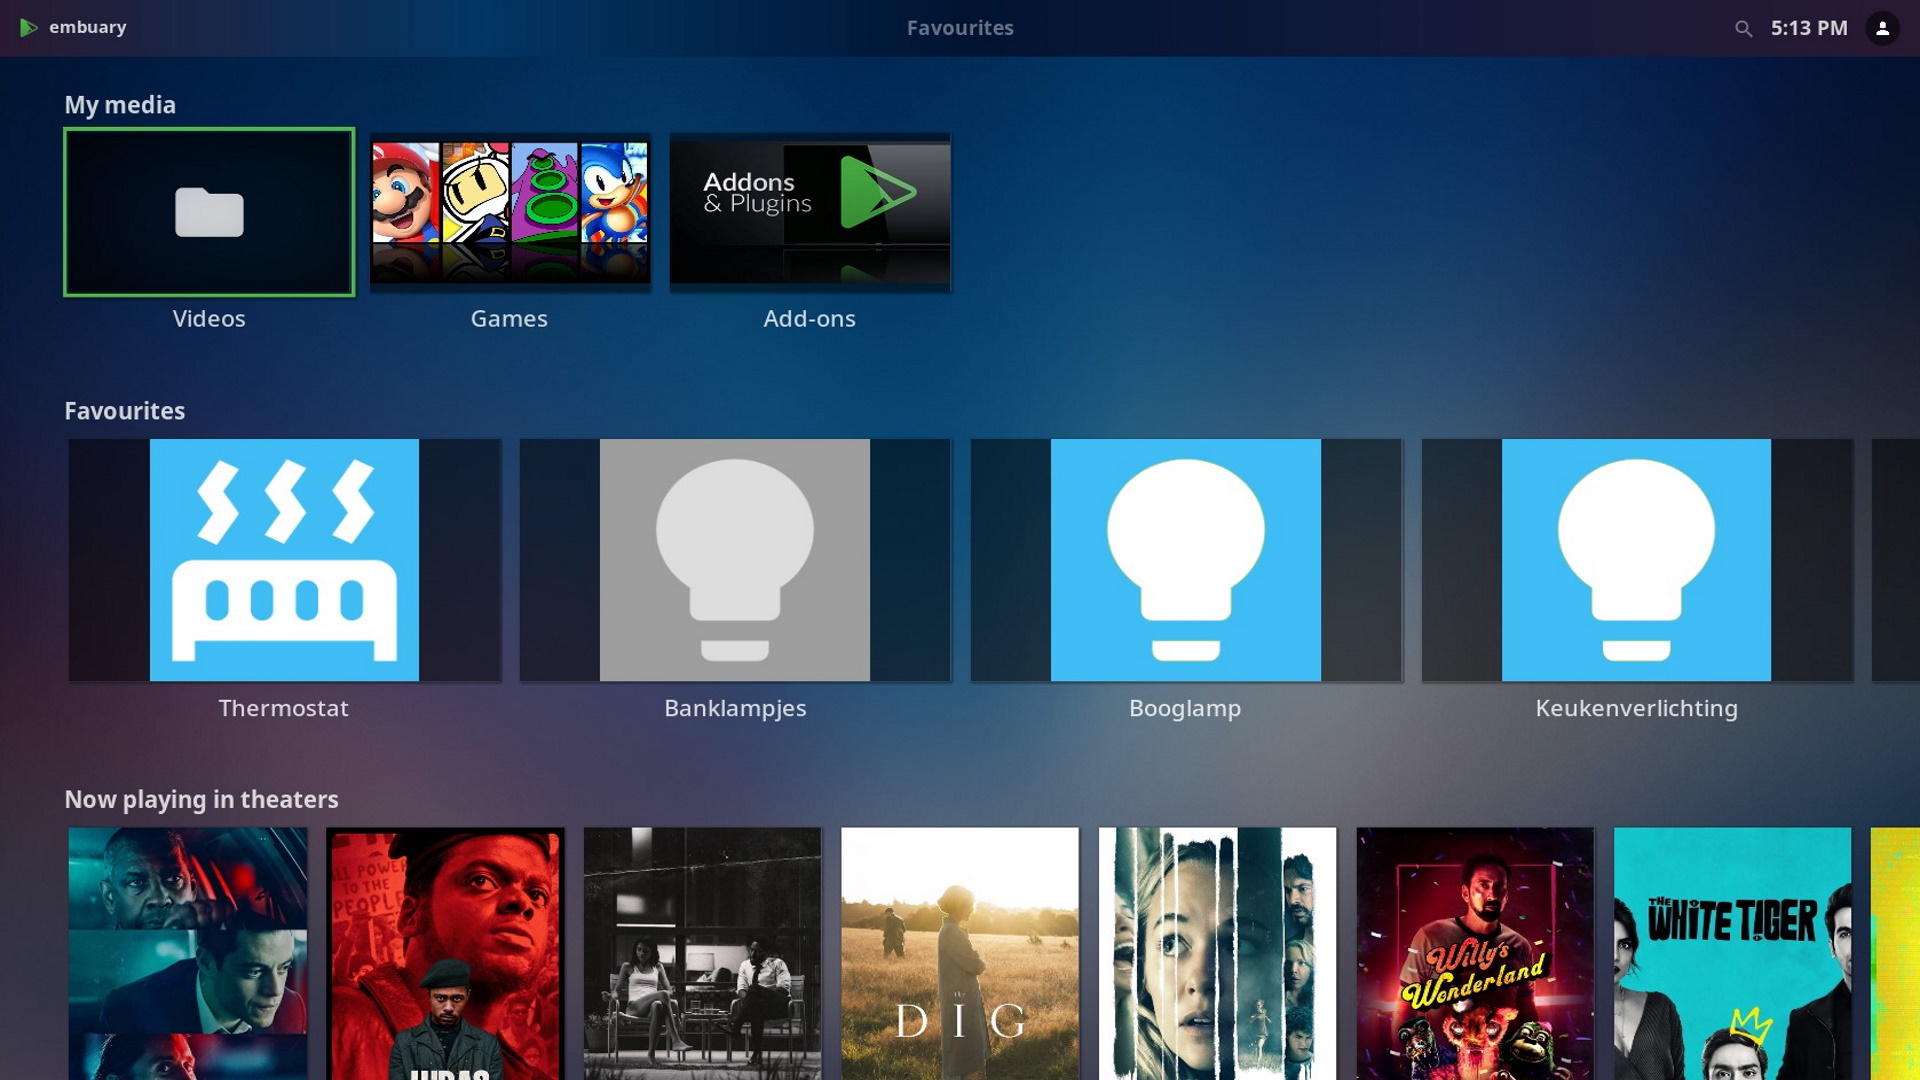 embuary
Favourites
5:13 PM
My media
Addons
& Plugins
Videos
Games
Add-ons
Favourites
Thermostat
Banklampjes
Booglamp
Keukenverlichting
Now playing in theaters
ALL POWER
TO THE
PEOPLE
DIG
Willy's
Wonderland
THE
WHITE TIGER